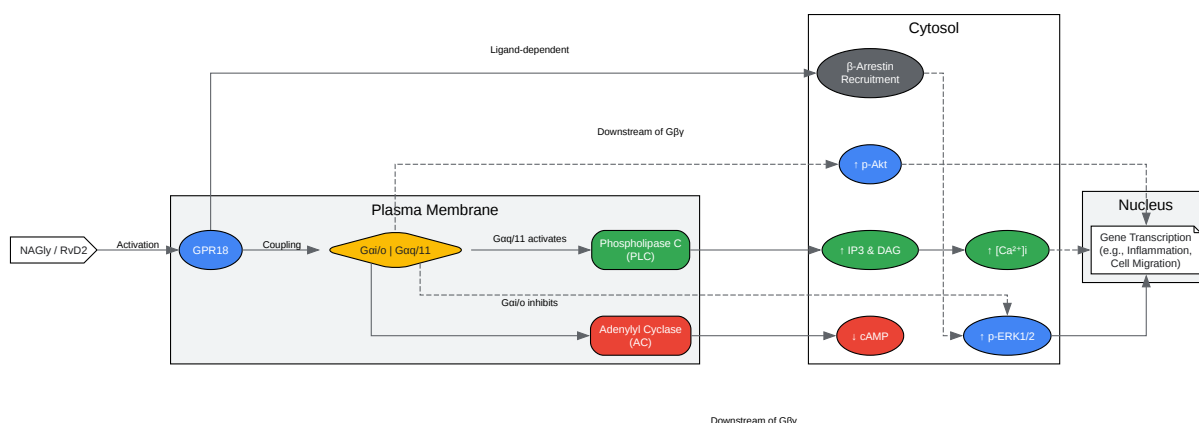 Cytosol
Ligand-dependent
β-Arrestin
Recruitment
Downstream of Gβγ
↑ p-Akt
Plasma Membrane
Nucleus
NAGly / RvD2
Activation
GPR18
Coupling
Gαi/o | Gαq/11
Gαq/11 activates
Phospholipase C
(PLC)
↑ IP3 & DAG
↑ [Ca²⁺]i
Gene Transcription
(e.g., Inflammation,
Cell Migration)
Gαi/o inhibits
Adenylyl Cyclase
(AC)
↓ cAMP
↑ p-ERK1/2
Downstream of Gβγ